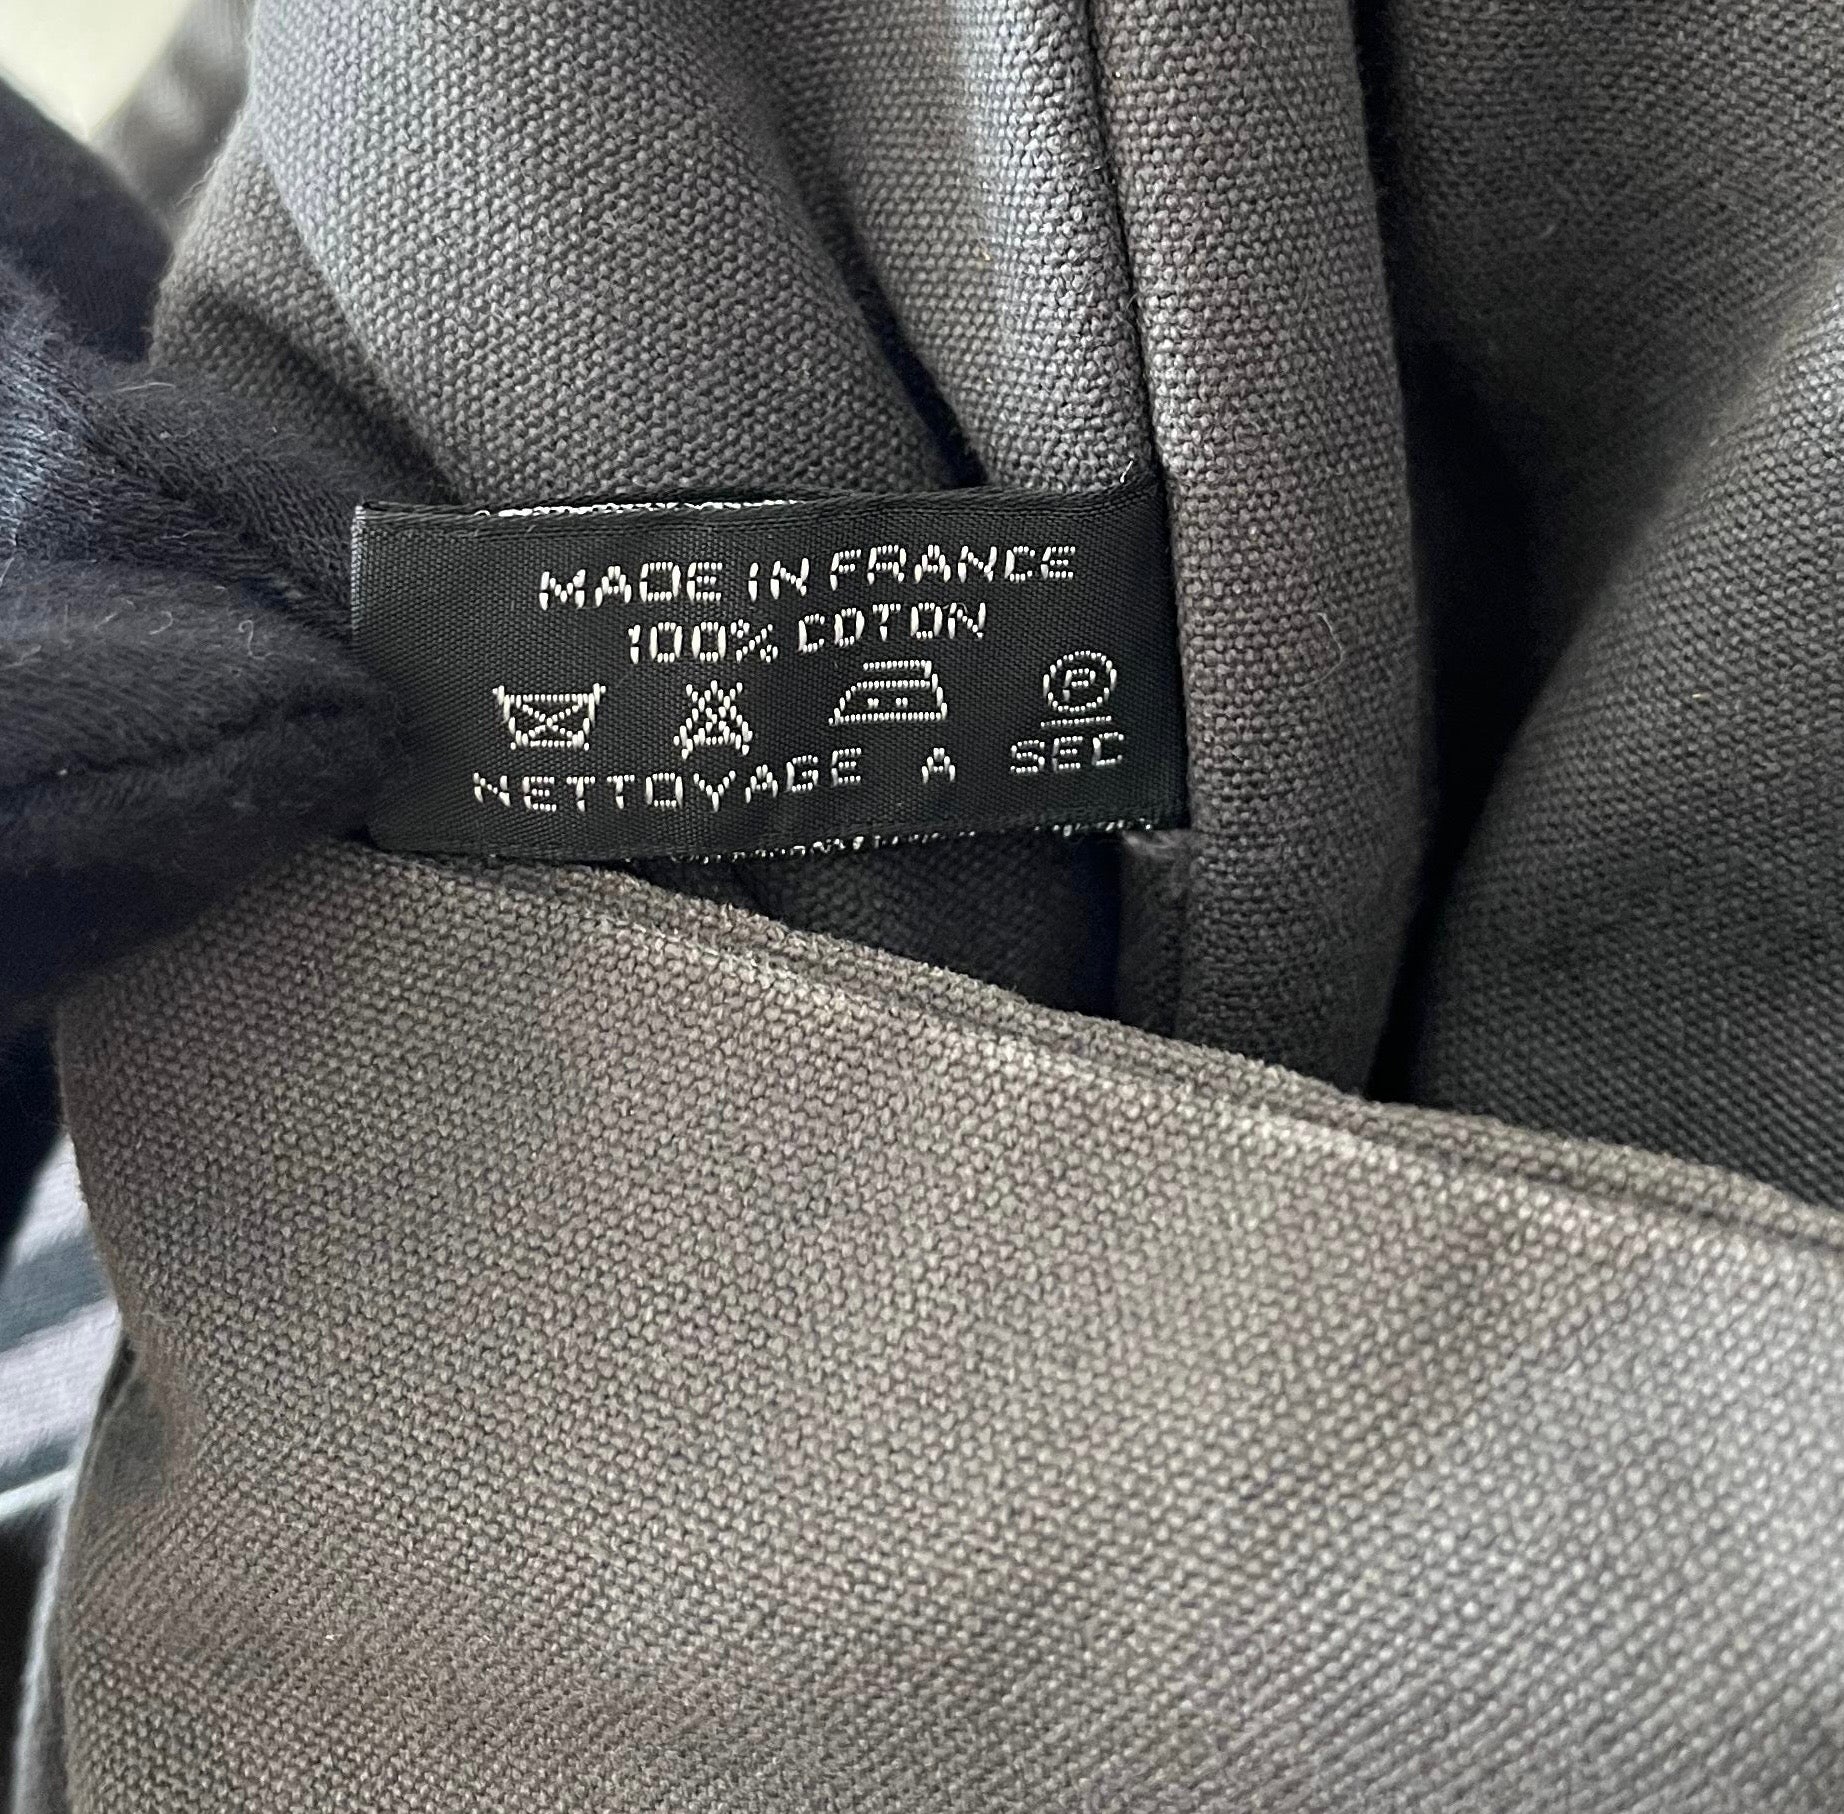 MADE IN FRANCE
100% COTON
P
NETTOYAGE A SEC